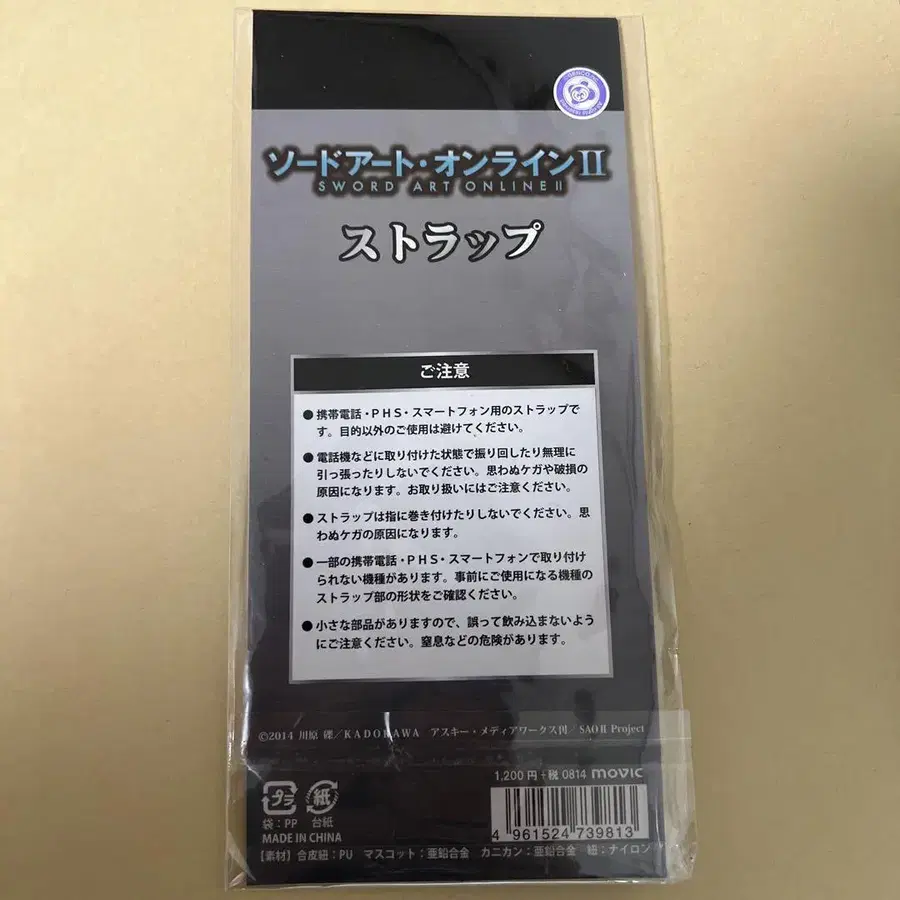 ソードアート・オンラインⅡ
SWORD ART ONLINE II
ストラップ
ご注意
●携帯電話・PHS・スマートフォン用のストラップで
す。目的以外のご使用は避けてください。
●電話機などに取り付けた状態で振り回したり無理に
引っ張ったりしないでください。思わぬケガや破損の
原因になります。お取り扱いにはご注意ください。
●ストラップは指に巻き付けたりしないでください。思
わぬケガの原因になります。
●一部の携帯電話・PHS・スマートフォンで取り付け
られない機種があります。事前にご使用になる機種の
ストラップ部の形状をご確認ください。
●小さな部品がありますので、誤って飲み込まないよう
にご注意ください。窒息などの危険があります。
©2014 川原 礫/KADOKAWA アスキー・メディアワークス刊/SAOⅡ Project
1,200円+税 0814 movic
プラ 紙
袋:PP 台紙
MADE IN CHINA
4 961524 739813
【素材】合皮紐:PU マスコット:亜鉛合金 カニカン:亜鉛合金 紐:ナイロン